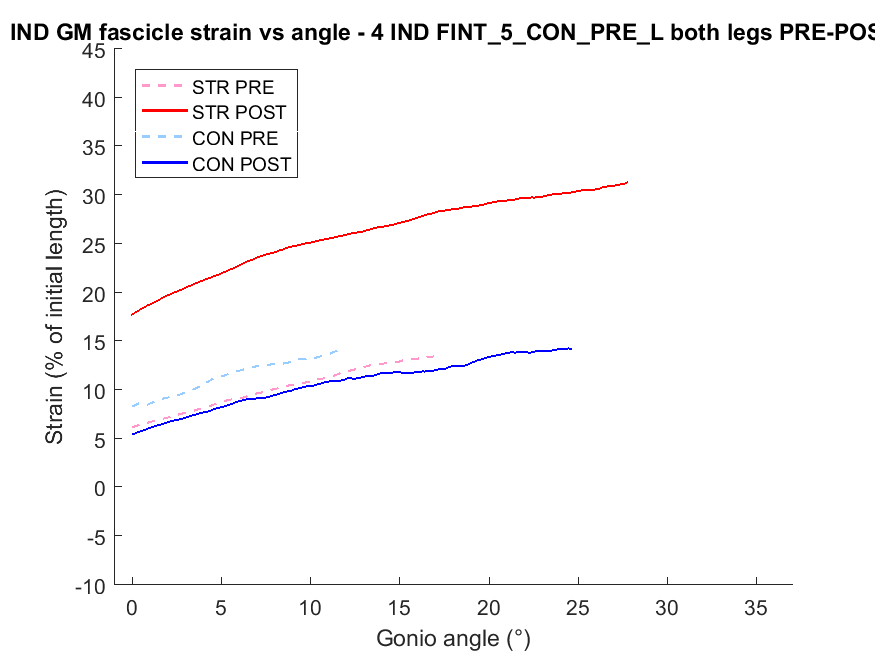 IND GM fascicle strain vs angle - 4 IND FINT_5_CON_PRE_L both legs PRE-POS
45
40
35
30
25
20
15
10
5
0
-5
-10
STR PRE
STR POST
CON PRE
CON POST
Strain (% of initial length)
0 5 10 15 20 25 30 35
Gonio angle (°)